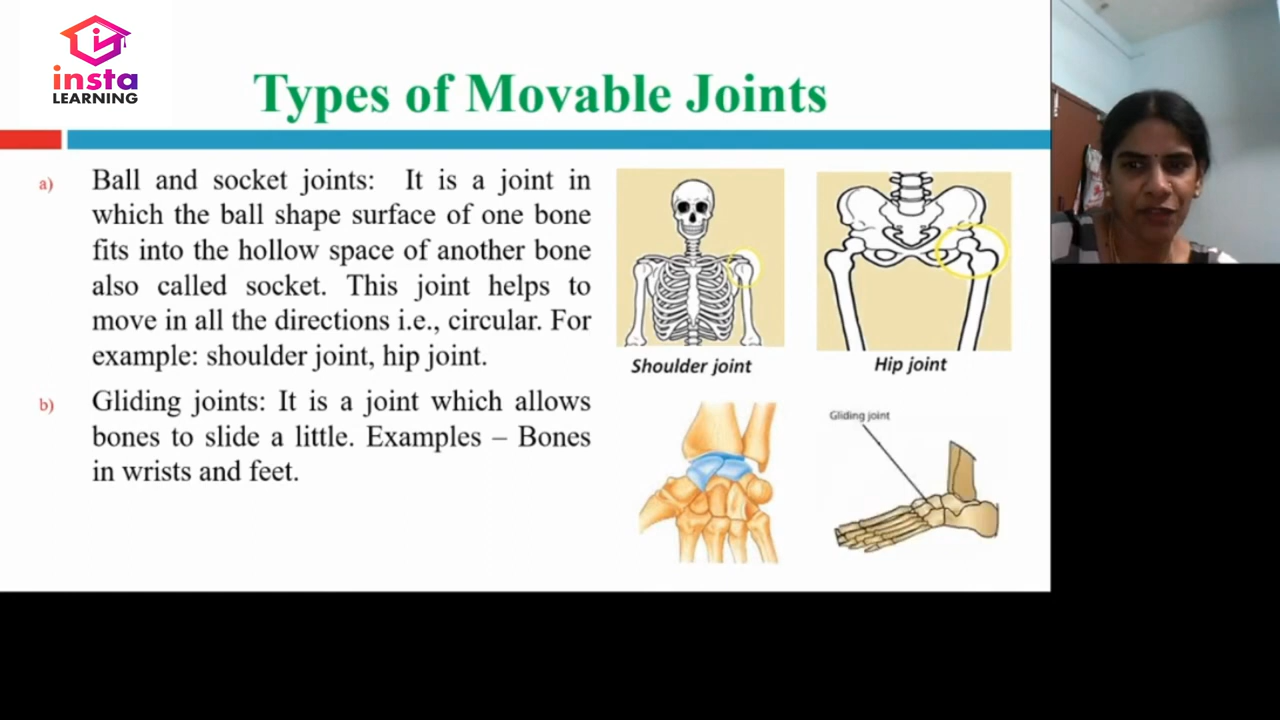 insta
LEARNING
Types of Movable Joints
a) Ball and socket joints: It is a joint in
which the ball shape surface of one bone
fits into the hollow space of another bone
also called socket. This joint helps to
move in all the directions i.e., circular. For
example: shoulder joint, hip joint.
Shoulder joint
Hip joint
b) Gliding joints: It is a joint which allows
bones to slide a little. Examples – Bones
in wrists and feet.
Gliding joint